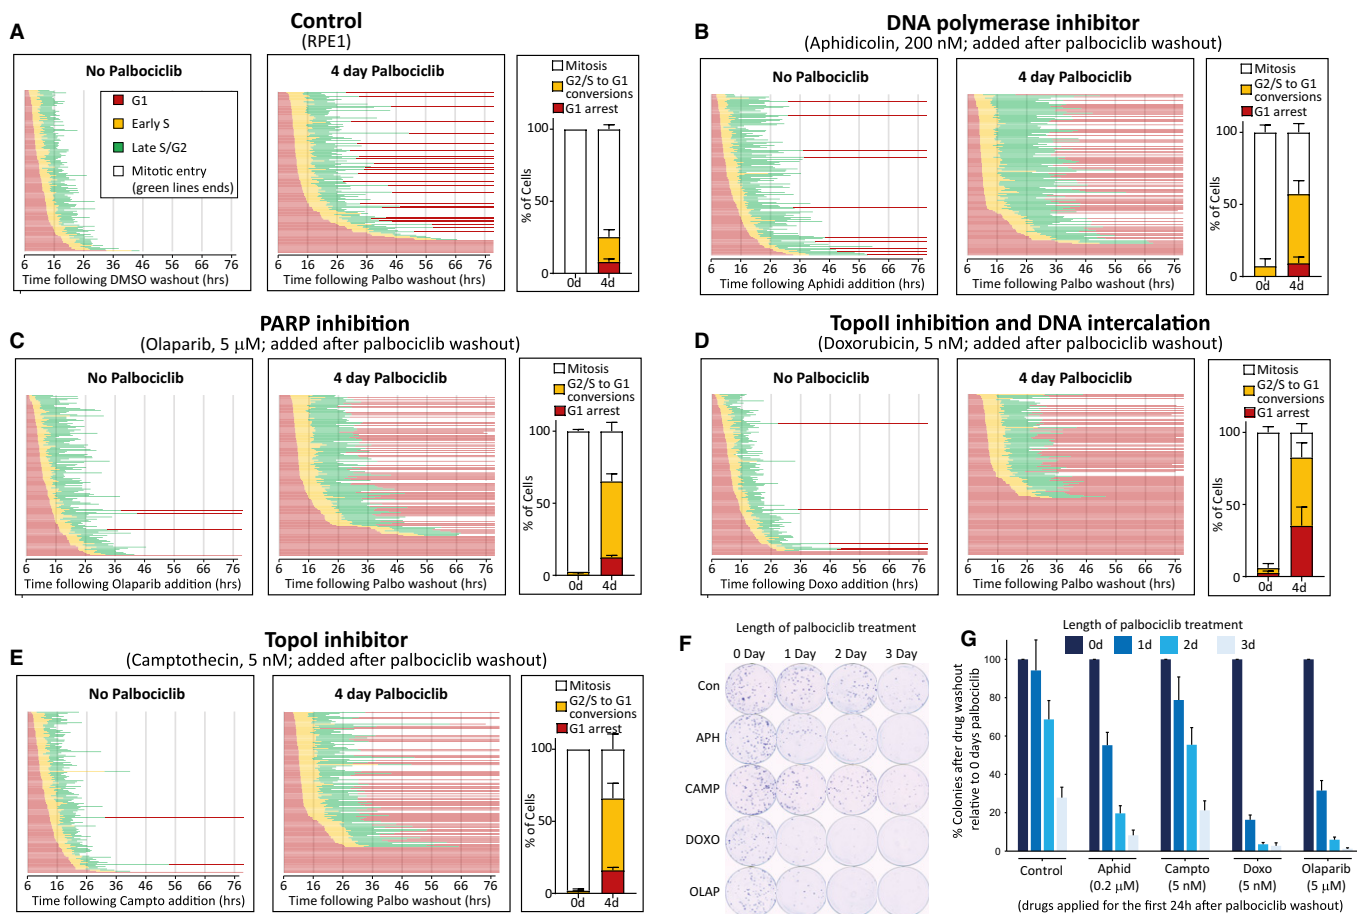 A
Control
(RPE1)
No Palbociclib
G1
Early S
Late S/G2
Mitotic entry
(green lines ends)
6 16 26 36 46 56 66 76
Time following DMSO washout (hrs)
4 day Palbociclib
6 16 26 36 46 56 66 76
Time following Palbo washout (hrs)
Mitosis
G2/S to G1
conversions
G1 arrest
% of Cells
100
50
0
0d 4d
B
DNA polymerase inhibitor
(Aphidicolin, 200 nM; added after palbociclib washout)
No Palbociclib
6 16 26 36 46 56 66 76
Time following Aphidi addition (hrs)
4 day Palbociclib
6 16 26 36 46 56 66 76
Time following Palbo washout (hrs)
Mitosis
G2/S to G1
conversions
G1 arrest
% of Cells
100
50
0
0d 4d
C
PARP inhibition
(Olaparib, 5 µM; added after palbociclib washout)
No Palbociclib
6 16 26 36 46 56 66 76
Time following Olaparib addition (hrs)
4 day Palbociclib
6 16 26 36 46 56 66 76
Time following Palbo washout (hrs)
Mitosis
G2/S to G1
conversions
G1 arrest
% of Cells
100
50
0
0d 4d
D
TopoII inhibition and DNA intercalation
(Doxorubicin, 5 nM; added after palbociclib washout)
No Palbociclib
6 16 26 36 46 56 66 76
Time following Doxo addition (hrs)
4 day Palbociclib
6 16 26 36 46 56 66 76
Time following Palbo washout (hrs)
Mitosis
G2/S to G1
conversions
G1 arrest
% of Cells
100
50
0
0d 4d
E
TopoI inhibitor
(Camptothecin, 5 nM; added after palbociclib washout)
No Palbociclib
6 16 26 36 46 56 66 76
Time following Campto addition (hrs)
4 day Palbociclib
6 16 26 36 46 56 66 76
Time following Palbo washout (hrs)
Mitosis
G2/S to G1
conversions
G1 arrest
% of Cells
100
50
0
0d 4d
F
Length of palbociclib treatment
0 Day 1 Day 2 Day 3 Day
Con
APH
CAMP
DOXO
OLAP
G
Length of palbociclib treatment
0d 1d 2d 3d
% Colonies after drug washout
relative to 0 days palbociclib
100
80
60
40
20
0
Control Aphid Campto Doxo Olaparib
(0.2 µM) (5 nM) (5 nM) (5 µM)
(drugs applied for the first 24h after palbociclib washout)